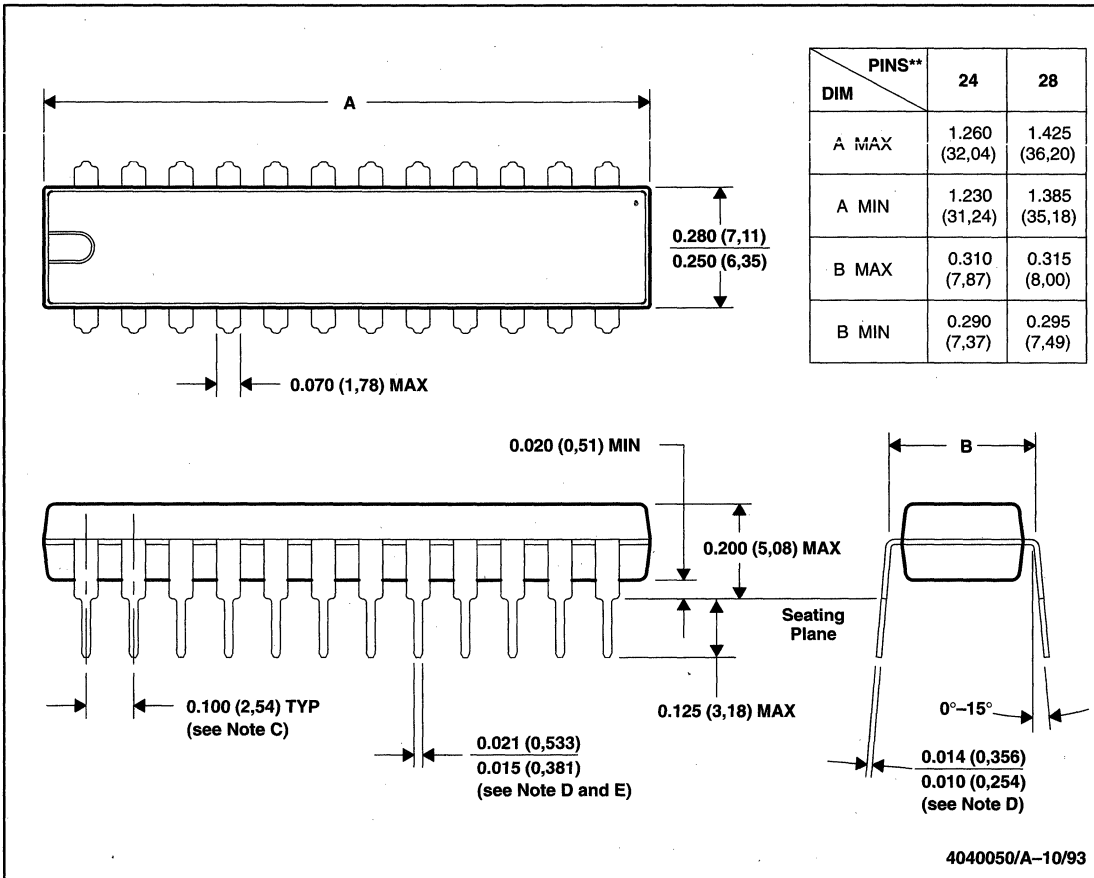 PINS**
DIM
24
28
A MAX
1.260
(32,04)
1.425
(36,20)
A MIN
1.230
(31,24)
1.385
(35,18)
B MAX
0.310
(7,87)
0.315
(8,00)
B MIN
0.290
(7,37)
0.295
(7,49)
A
0.280 (7,11)
0.250 (6,35)
0.070 (1,78) MAX
0.020 (0,51) MIN
B
0.200 (5,08) MAX
Seating
Plane
0.100 (2,54) TYP
(see Note C)
0.125 (3,18) MAX
0°–15°
0.021 (0,533)
0.015 (0,381)
(see Note D and E)
0.014 (0,356)
0.010 (0,254)
(see Note D)
4040050/A–10/93